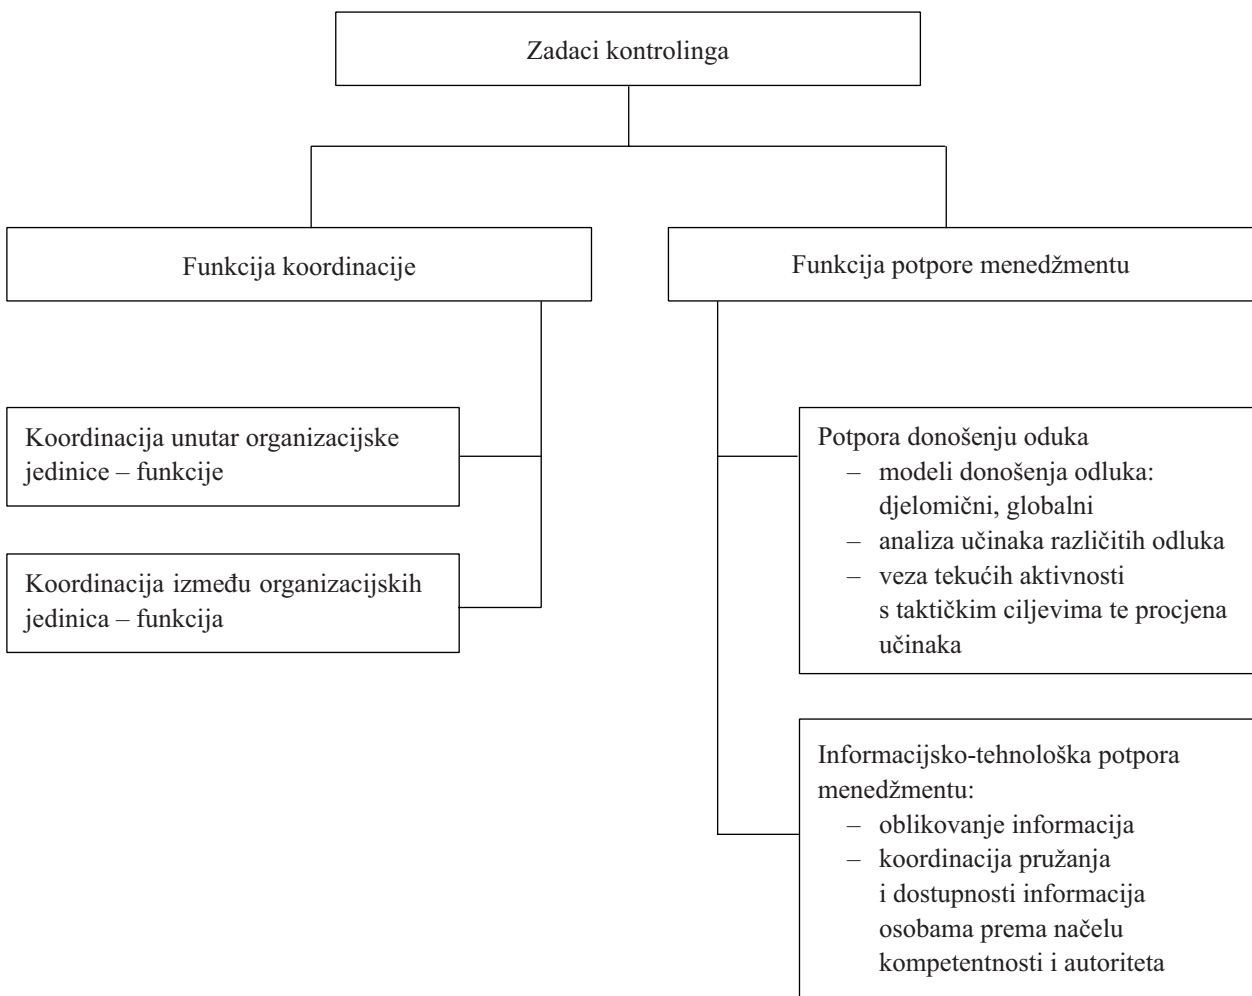 Zadaci kontrolinga
Funkcija koordinacije
Funkcija potpore menedžmentu
Koordinacija unutar organizacijske
jedinice – funkcije
Koordinacija između organizacijskih
jedinica – funkcija
Potpora donošenju oduka
– modeli donošenja odluka:
djelomični, globalni
– analiza učinaka različitih odluka
– veza tekućih aktivnosti
s taktičkim ciljevima te procjena
učinaka
Informacijsko-tehnološka potpora
menedžmentu:
– oblikovanje informacija
– koordinacija pružanja
i dostupnosti informacija
osobama prema načelu
kompetentnosti i autoriteta